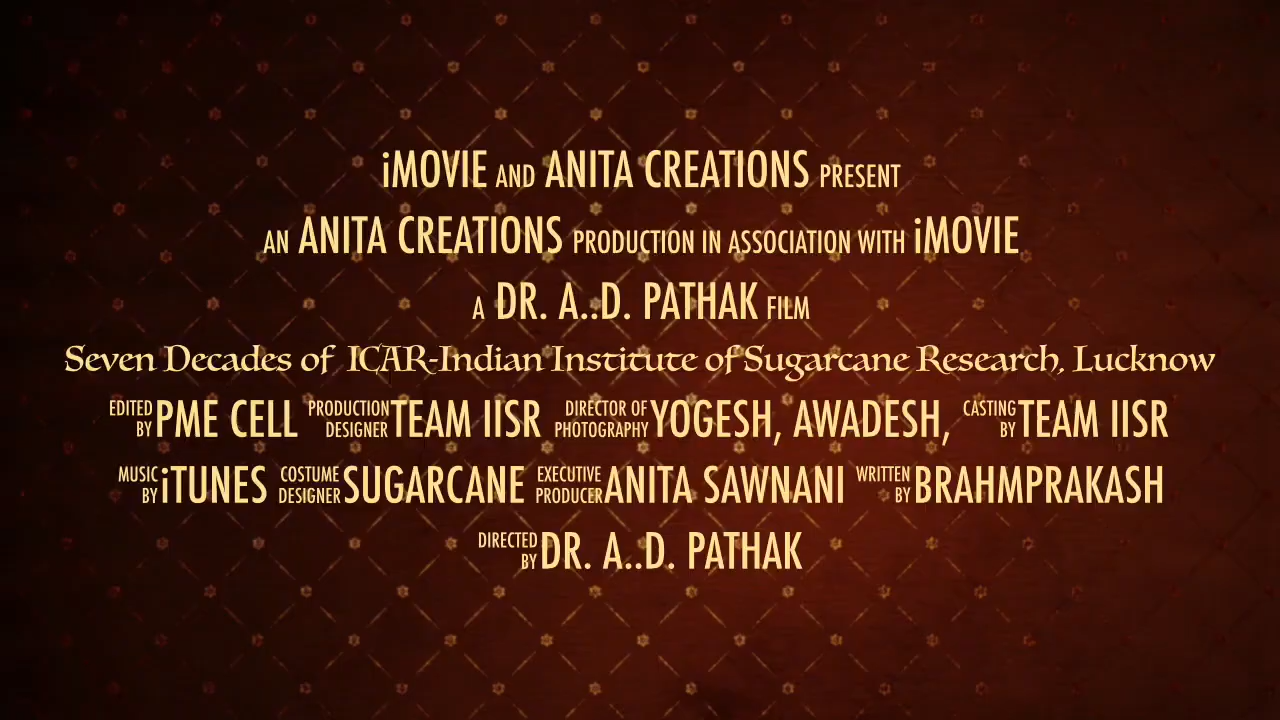 iMOVIE AND ANITA CREATIONS PRESENT
AN ANITA CREATIONS PRODUCTION IN ASSOCIATION WITH iMOVIE
A DR. A..D. PATHAK FILM
Seven Decades of ICAR-Indian Institute of Sugarcane Research, Lucknow
EDITED BY PME CELL PRODUCTION DESIGNER TEAM IISR DIRECTOR OF PHOTOGRAPHY YOGESH, AWADESH, CASTING BY TEAM IISR
MUSIC BY iTUNES COSTUME DESIGNER SUGARCANE EXECUTIVE PRODUCER ANITA SAWNANI WRITTEN BY BRAHMPRAKASH
DIRECTED BY DR. A..D. PATHAK